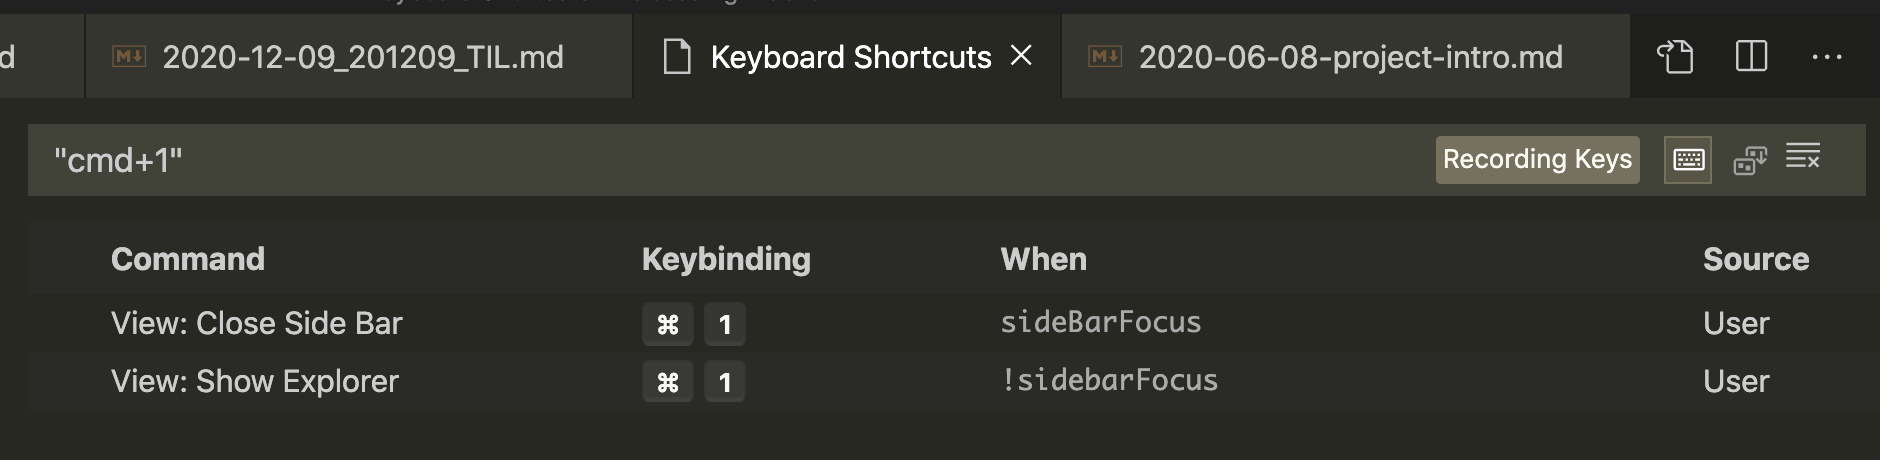 d
2020-12-09_201209_TIL.md
Keyboard Shortcuts
2020-06-08-project-intro.md
"cmd+1"
Recording Keys
Command Keybinding When Source
View: Close Side Bar ⌘ 1 sideBarFocus User
View: Show Explorer ⌘ 1 !sidebarFocus User